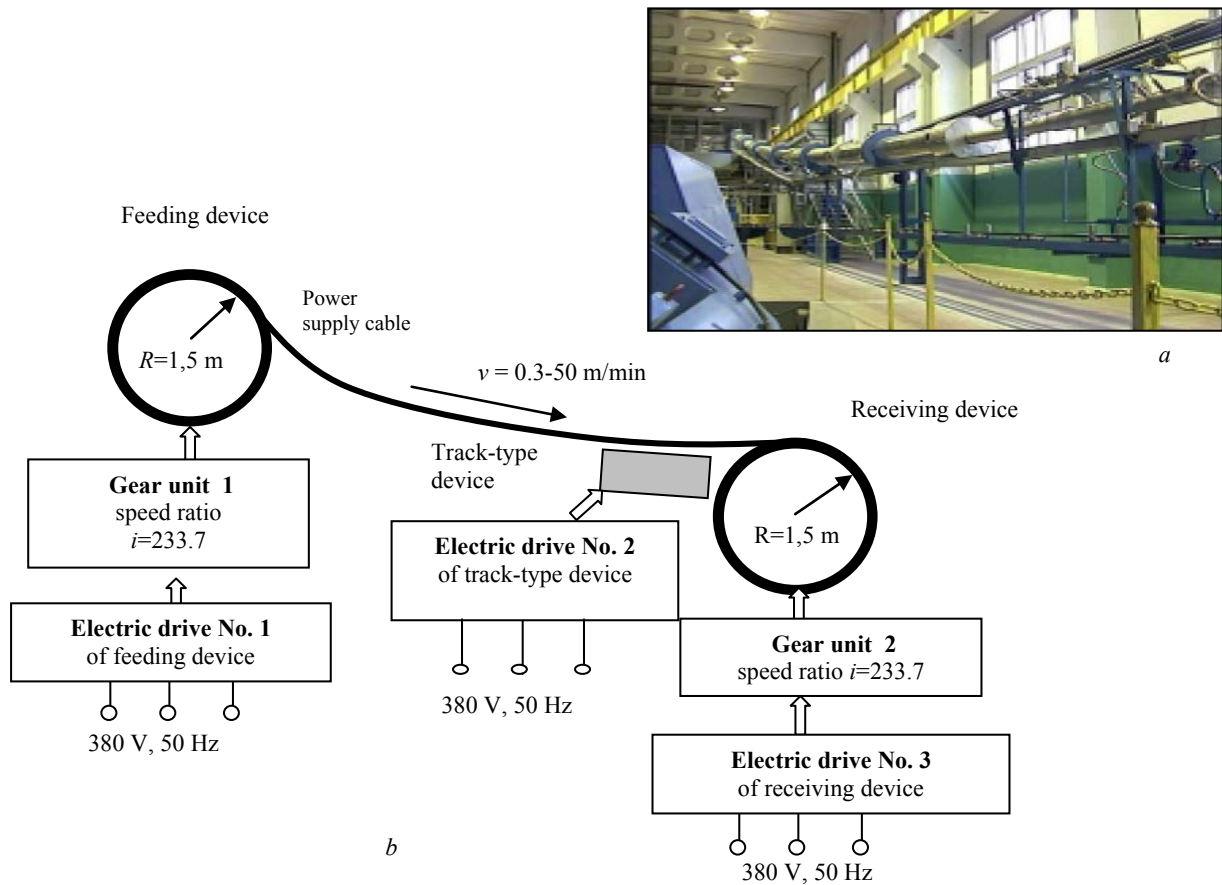 a
Feeding device
Power
supply cable
R=1,5 m
v = 0.3-50 m/min
Receiving device
Track-type
device
Gear unit 1
speed ratio
i=233.7
R=1,5 m
Electric drive No. 2
of track-type device
Electric drive No. 1
of feeding device
Gear unit 2
speed ratio i=233.7
380 V, 50 Hz
380 V, 50 Hz
Electric drive No. 3
of receiving device
b
380 V, 50 Hz